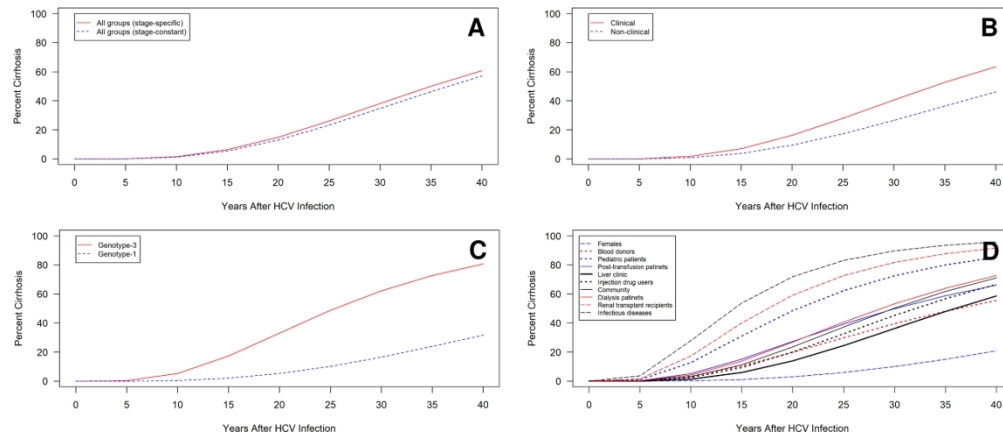 All groups (stage-specific)
All groups (stage-constant)
A
Percent Cirrhosis
100
80
60
40
20
0
0 5 10 15 20 25 30 35 40
Years After HCV Infection
Clinical
Non-clinical
B
Percent Cirrhosis
100
80
60
40
20
0
0 5 10 15 20 25 30 35 40
Years After HCV Infection
Genotype-3
Genotype-1
C
Percent Cirrhosis
100
80
60
40
20
0
0 5 10 15 20 25 30 35 40
Years After HCV Infection
Females
Blood donors
Pediatric patients
Post-transfusion patinets
Liver clinic
Injection drug users
Community
Dialysis patinets
Renal transplant recipients
Infectious diseases
D
Percent Cirrhosis
100
80
60
40
20
0
0 5 10 15 20 25 30 35 40
Years After HCV Infection